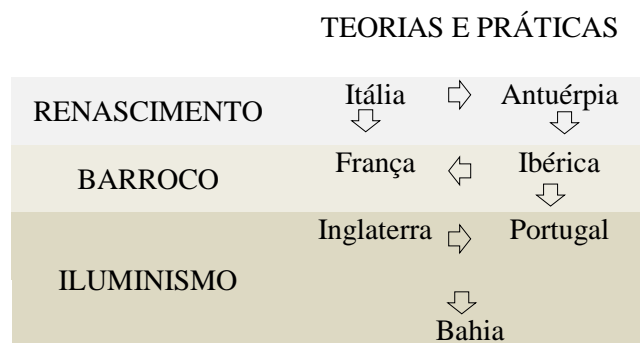 TEORIAS E PRÁTICAS
RENASCIMENTO
Itália
Antuérpia
BARROCO
França
Ibérica
ILUMINISMO
Inglaterra
Portugal
Bahia